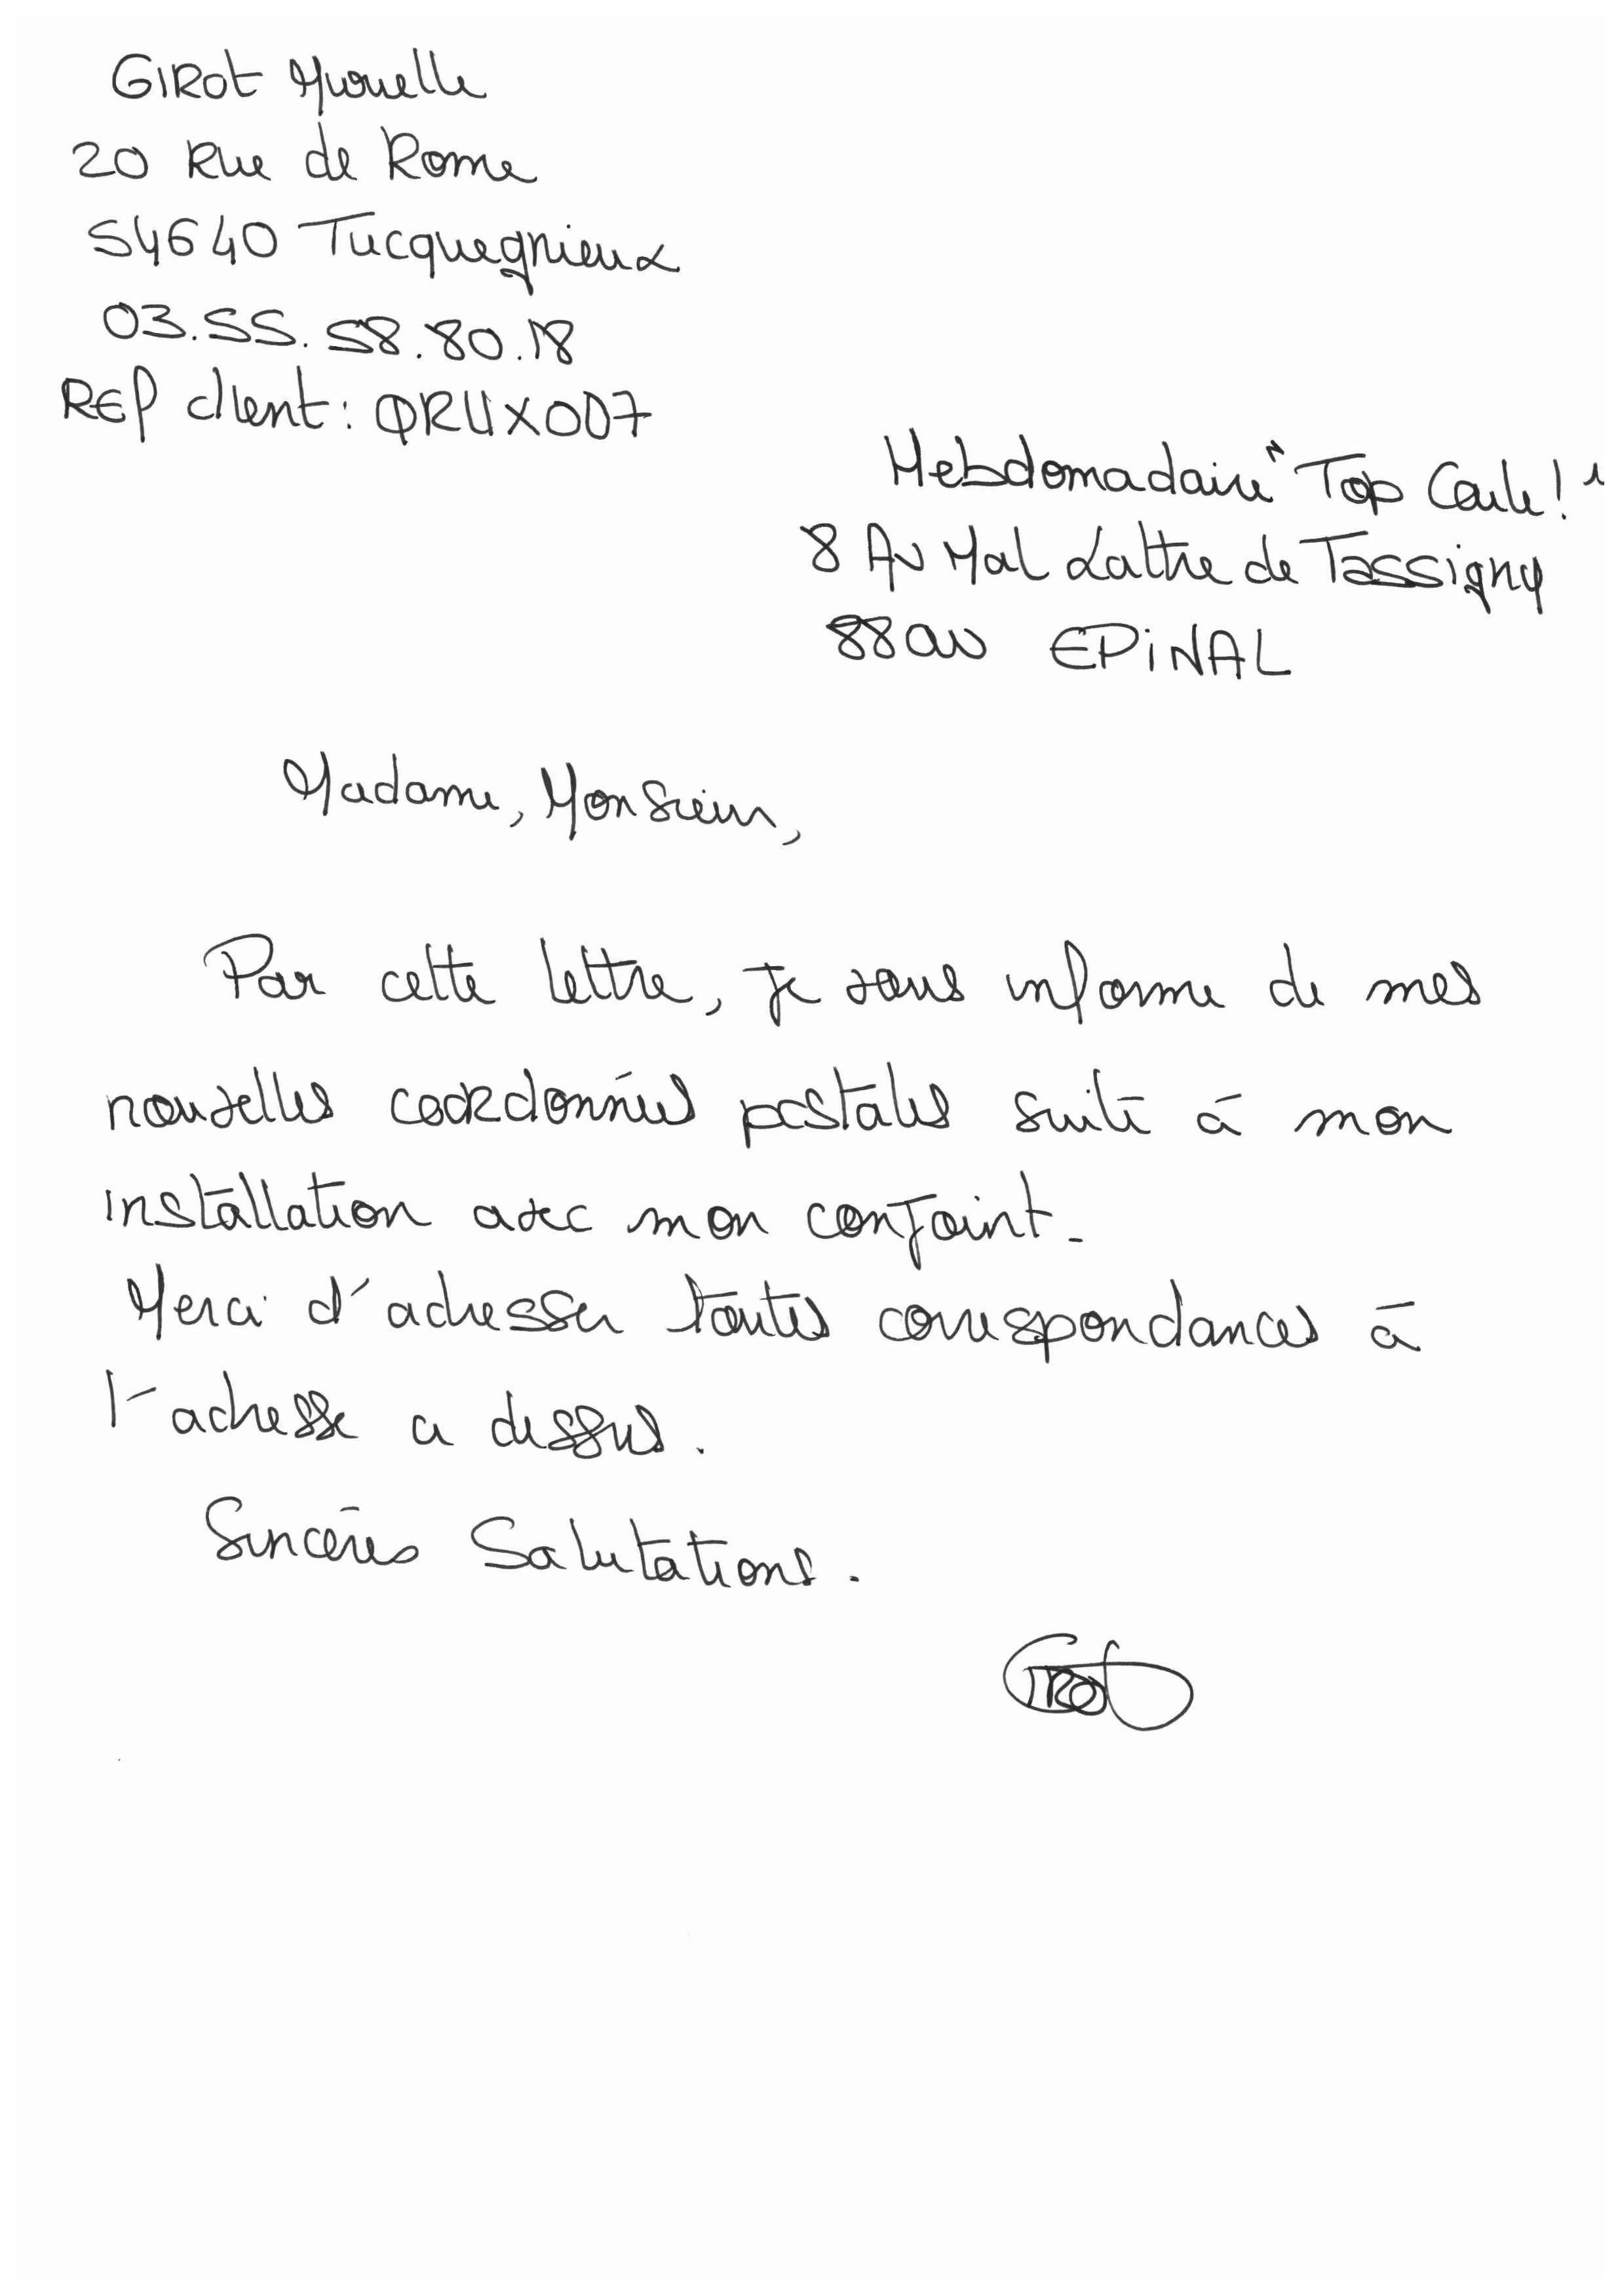 GIROT Murielle
20 Rue de Rome
54640 Tucquegnieux
03.55.58.80.18
REF client : QRUX007
Hebdomadaire "Top
8 Av Mal Lattre de Tassigny
88000 EPINAL
Madame, Monsieur,
Par cette lettre, je vous informe de mes
nouvelles coordonnées postales suite à mon
installation avec mon conjoint.
Merci d'adresser toutes correspondances à
l'adresse ci dessus.
Sincères Salutations.
GIROT